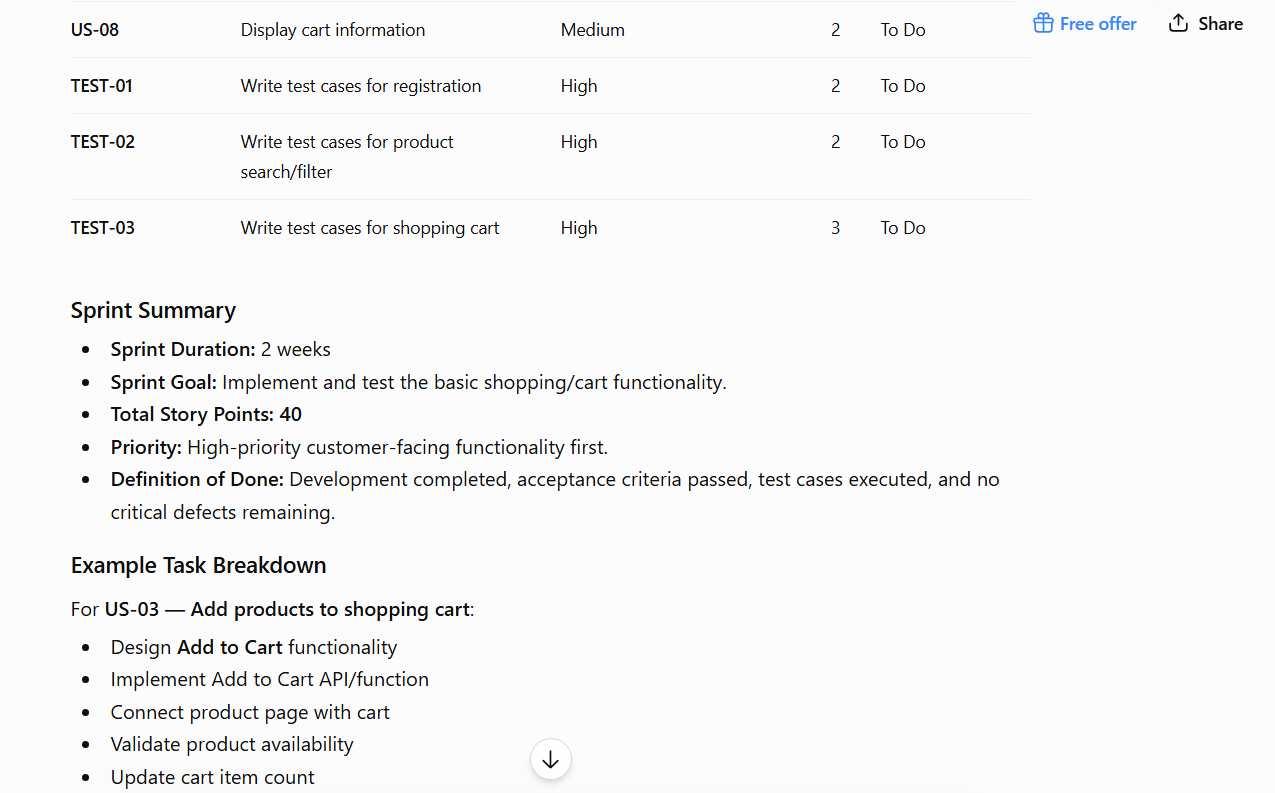 US-08 Display cart information Medium 2 To Do
Free offer Share
TEST-01 Write test cases for registration High 2 To Do
TEST-02 Write test cases for product High 2 To Do
search/filter
TEST-03 Write test cases for shopping cart High 3 To Do
Sprint Summary
• Sprint Duration: 2 weeks
• Sprint Goal: Implement and test the basic shopping/cart functionality.
• Total Story Points: 40
• Priority: High-priority customer-facing functionality first.
• Definition of Done: Development completed, acceptance criteria passed, test cases executed, and no
critical defects remaining.
Example Task Breakdown
For US-03 — Add products to shopping cart:
• Design Add to Cart functionality
• Implement Add to Cart API/function
• Connect product page with cart
• Validate product availability
• Update cart item count